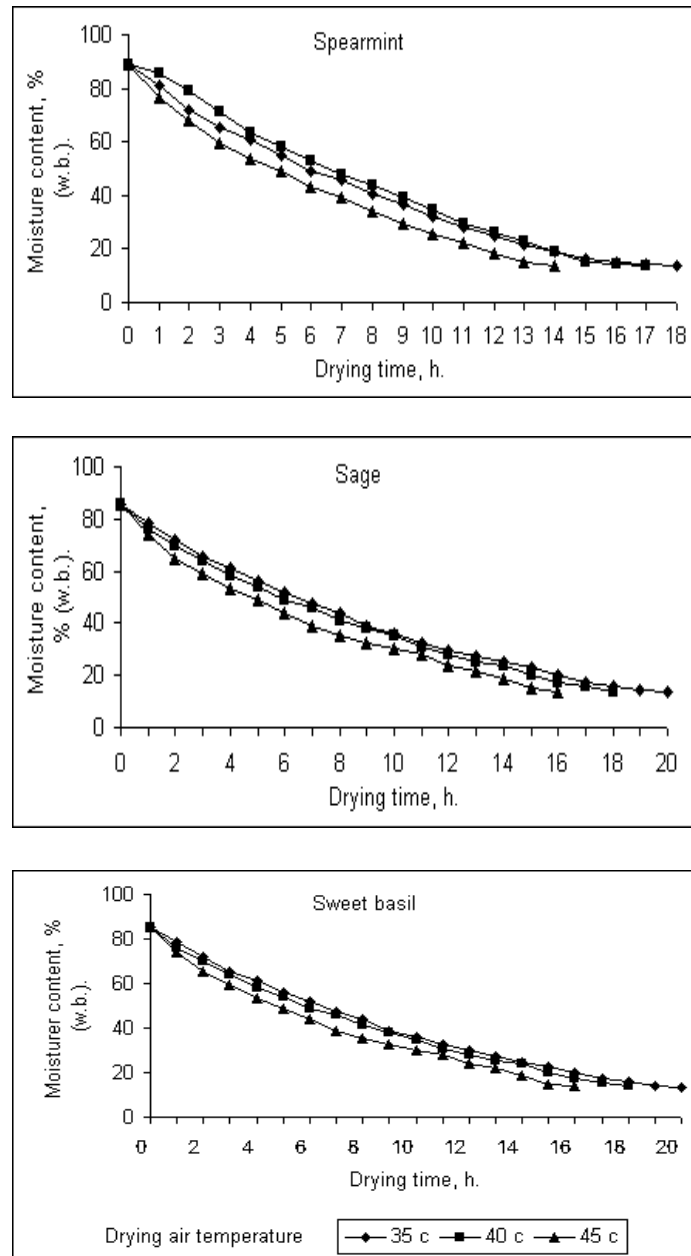 Spearmint
100
80
60
40
20
0
Moisture content, %
(w.b.).
0 1 2 3 4 5 6 7 8 9 10 11 12 13 14 15 16 17 18
Drying time, h.
Sage
100
80
60
40
20
0
Moisture content,
% (w.b.).
0 2 4 6 8 10 12 14 16 18 20
Drying time, h.
Sweet basil
100
80
60
40
20
0
Moisturer content, %
(w.b.).
0 2 4 6 8 10 12 14 16 18 20
Drying time, h.
Drying air temperature 35 c 40 c 45 c